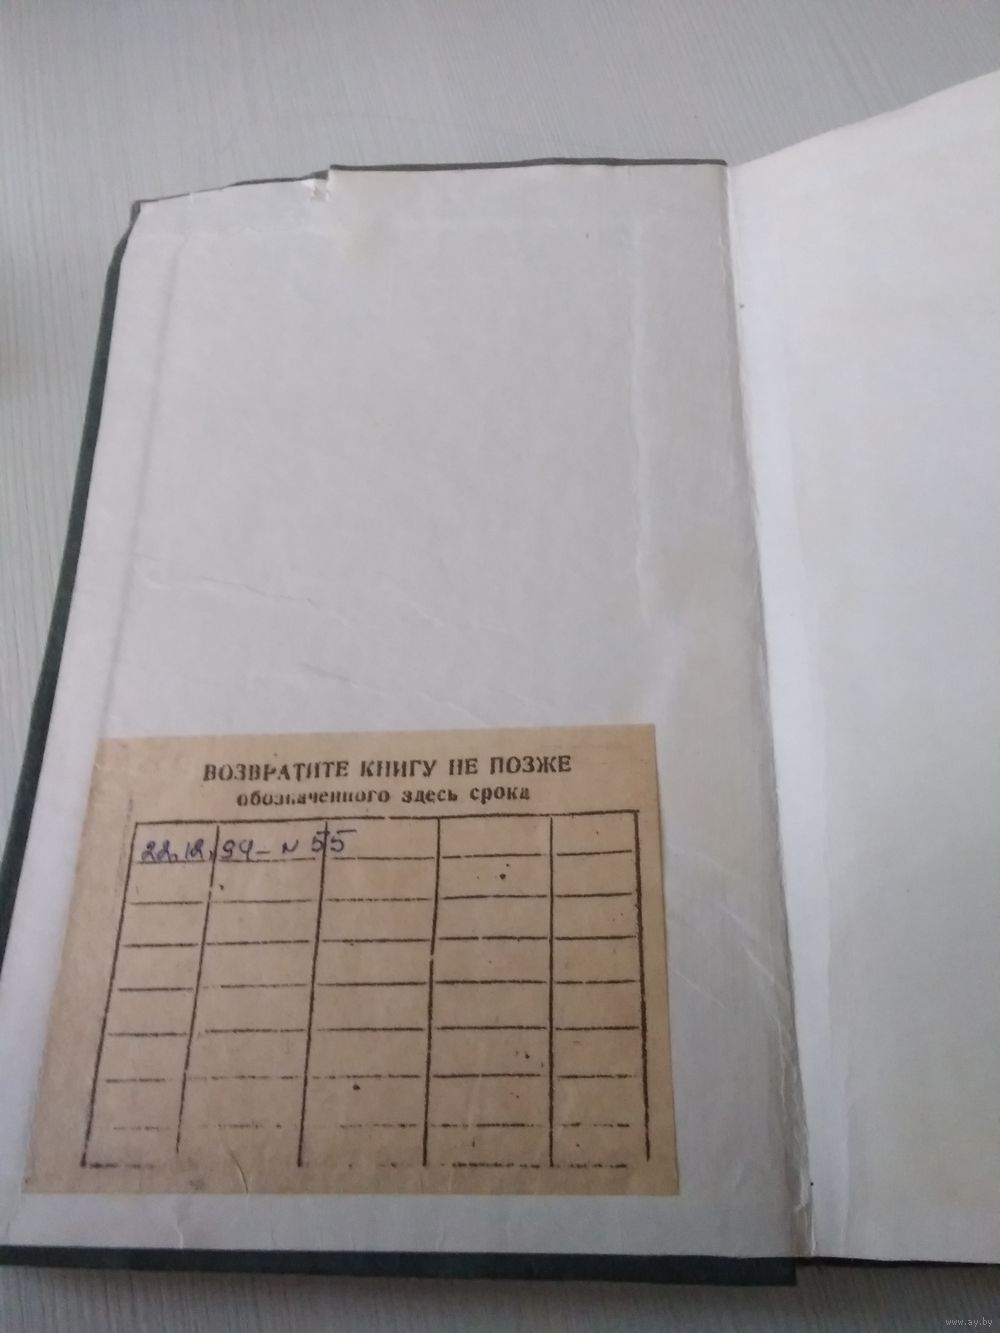 ВОЗВРАТИТЕ КНИГУ НЕ ПОЗЖЕ
обозначенного здесь срока
22.12.94 – N 55
www.ay.by